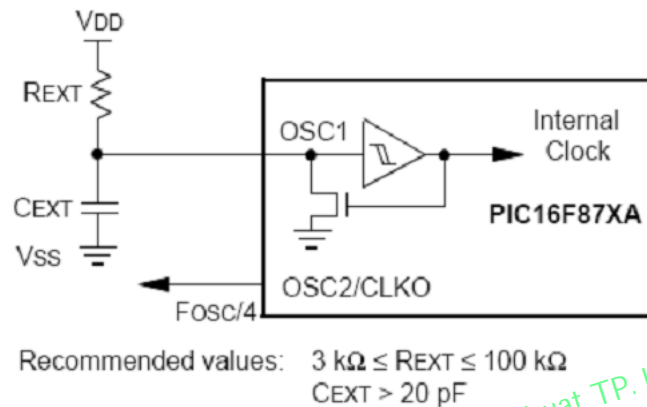 VDD
REXT
OSC1
Internal
Clock
CEXT
PIC16F87XA
VSS
OSC2/CLKO
FOSC/4
Recommended values: 3 kΩ ≤ REXT ≤ 100 kΩ
CEXT > 20 pF
TP.